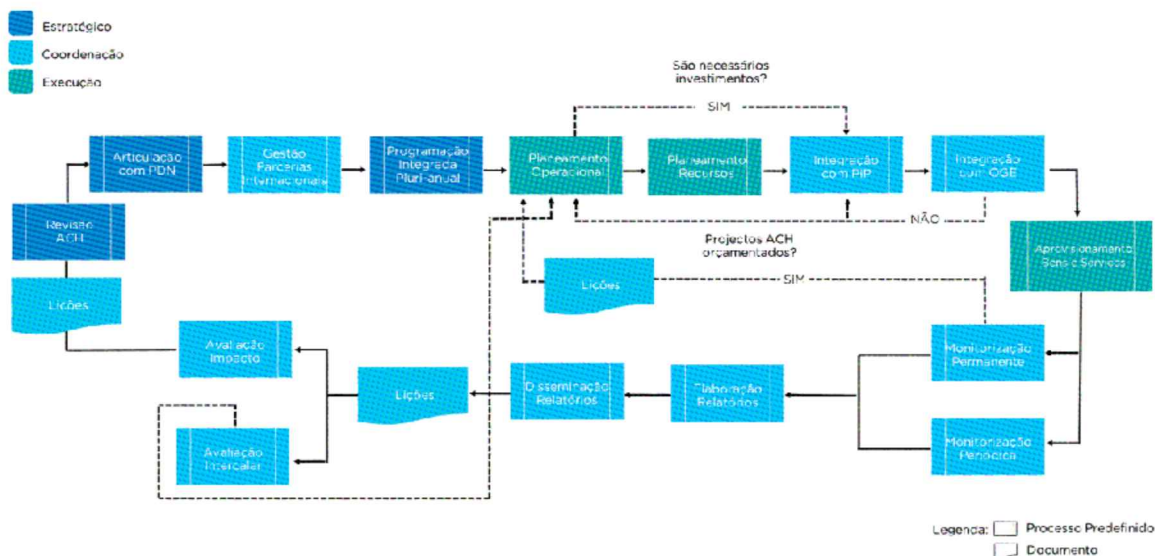 Estratégico
Coordenação
Execução
São necessários
investimentos?
SIM
Articulação
com PDN
Gestão
Parcerias
Internacionais
Programação
Integrada
Pluri-anual
Planeamento
Operacional
Planeamento
Recursos
Integração
com PIP
Integração
com OGE
Revisão
ACH
NÃO
Projectos ACH
orçamentados?
Aprovisionamento
Bens e Serviços
Lições
Lições
SIM
Avaliação
Impacto
Monitorização
Permanente
Lições
Disseminação
Relatórios
Elaboração
Relatórios
Avaliação
Intercalar
Monitorização
Periódica
Legenda:
Processo Predefinido
Documento